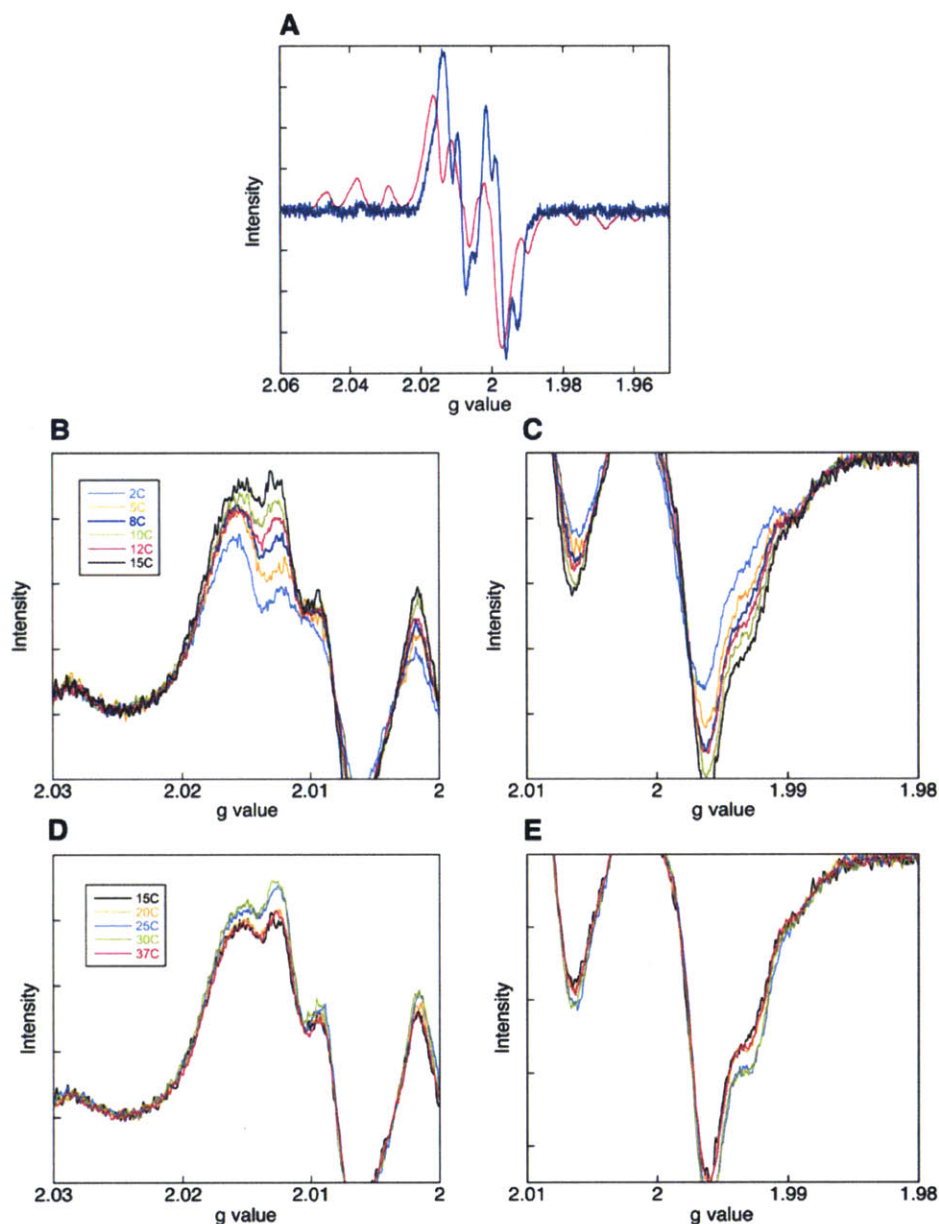 A
Intensity
2.06 2.04 2.02 2 1.98 1.96
g value
B
2C
5C
8C
10C
12C
15C
Intensity
2.03 2.02 2.01 2
g value
C
Intensity
2.01 2 1.99 1.98
g value
D
15C
20C
25C
30C
37C
Intensity
2.03 2.02 2.01 2
g value
E
Intensity
2.01 2 1.99 1.98
g value